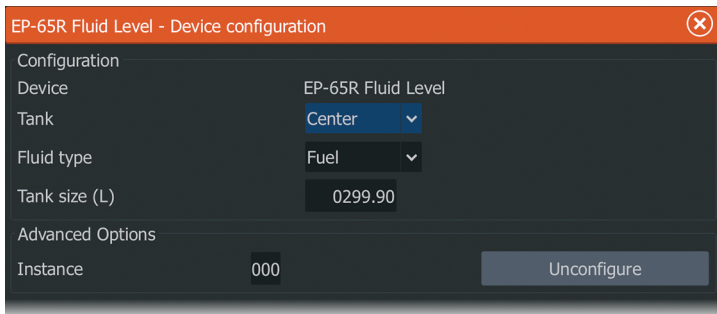 EP-65R Fluid Level - Device configuration
Configuration
Device EP-65R Fluid Level
Tank Center
Fluid type Fuel
Tank size (L) 0299.90
Advanced Options
Instance 000 Unconfigure